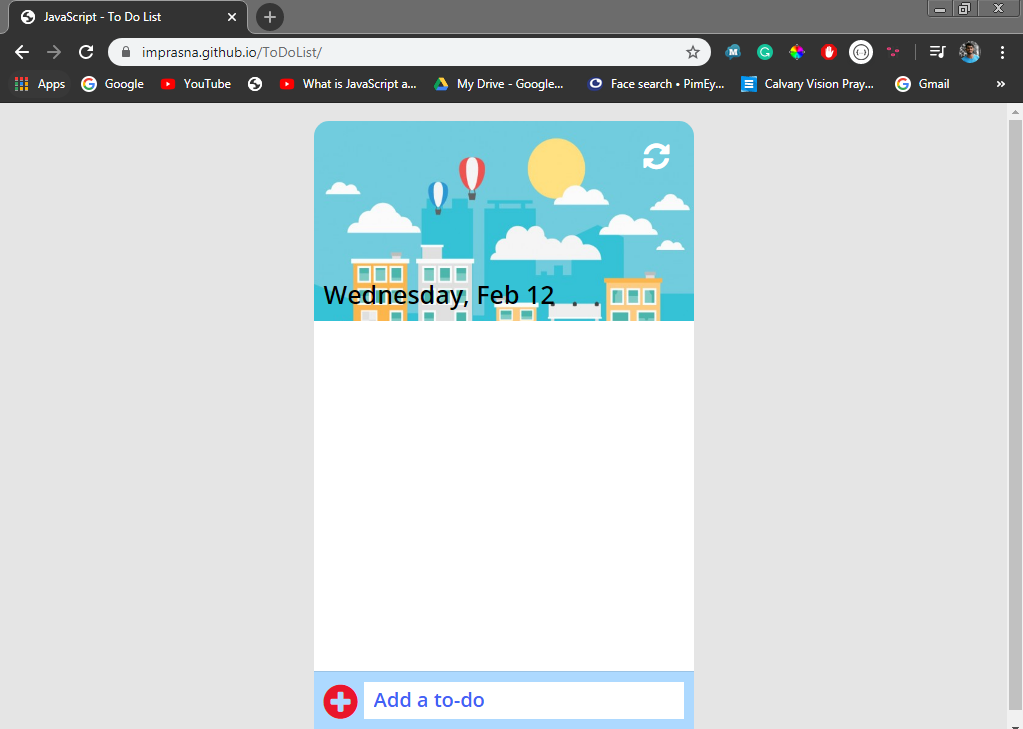 JavaScript - To Do List
imprasna.github.io/ToDoList/
Apps Google YouTube What is JavaScript a... My Drive - Google... Face search • PimEy... Calvary Vision Pray... Gmail »
Wednesday, Feb 12
Add a to-do